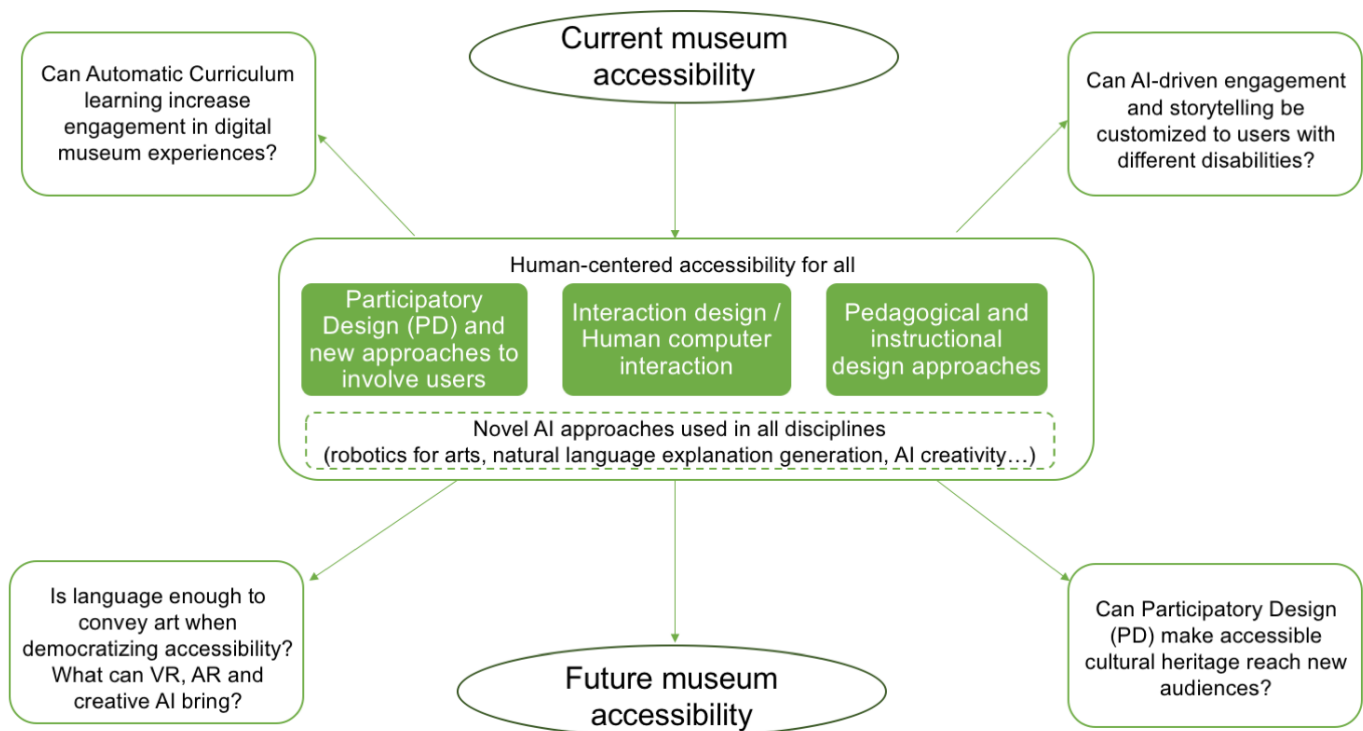 Current museum
accessibility
Can Automatic Curriculum
learning increase
engagement in digital
museum experiences?
Can AI-driven engagement
and storytelling be
customized to users with
different disabilities?
Human-centered accessibility for all
Participatory
Design (PD) and
new approaches to
involve users
Interaction design /
Human computer
interaction
Pedagogical and
instructional
design approaches
Novel AI approaches used in all disciplines
(robotics for arts, natural language explanation generation, AI creativity…)
Is language enough to
convey art when
democratizing accessibility?
What can VR, AR and
creative AI bring?
Future museum
accessibility
Can Participatory Design
(PD) make accessible
cultural heritage reach new
audiences?